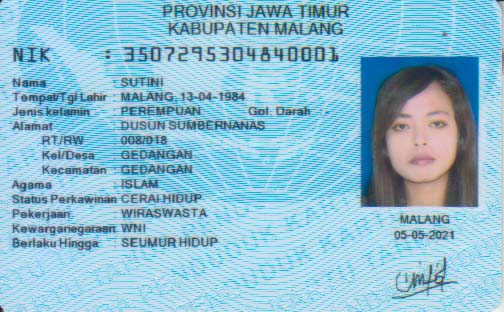 PROVINSI JAWA TIMUR
KABUPATEN MALANG
NIK : 3507295304840001
Nama : SUTINI
Tempat/Tgl Lahir : MALANG, 13-04-1984
Jenis kelamin : PEREMPUAN Gol. Darah
Alamat : DUSUN SUMBERNANAS
RT/RW : 008/018
Kel/Desa : GEDANGAN
Kecamatan : GEDANGAN
Agama : ISLAM
Status Perkawinan : CERAI HIDUP
Pekerjaan : WIRASWASTA
Kewarganegaraan : WNI
Berlaku Hingga : SEUMUR HIDUP
MALANG
05-05-2021